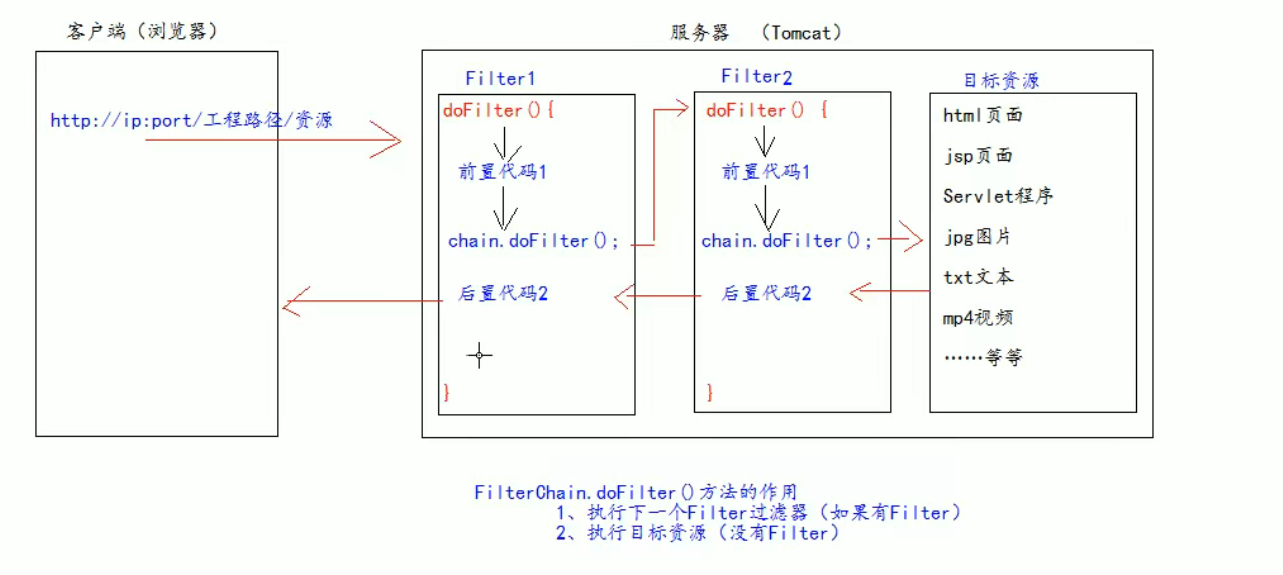 客户端（浏览器）
http://ip:port/工程路径/资源
服务器 （Tomcat）
Filter1
doFilter(){
前置代码1
chain.doFilter();
后置代码2
}
Filter2
doFilter() {
前置代码1
chain.doFilter();
后置代码2
}
目标资源
html页面
jsp页面
Servlet程序
jpg图片
txt文本
mp4视频
……等等
FilterChain.doFilter()方法的作用
1、执行下一个Filter过滤器（如果有Filter）
2、执行目标资源（没有Filter）